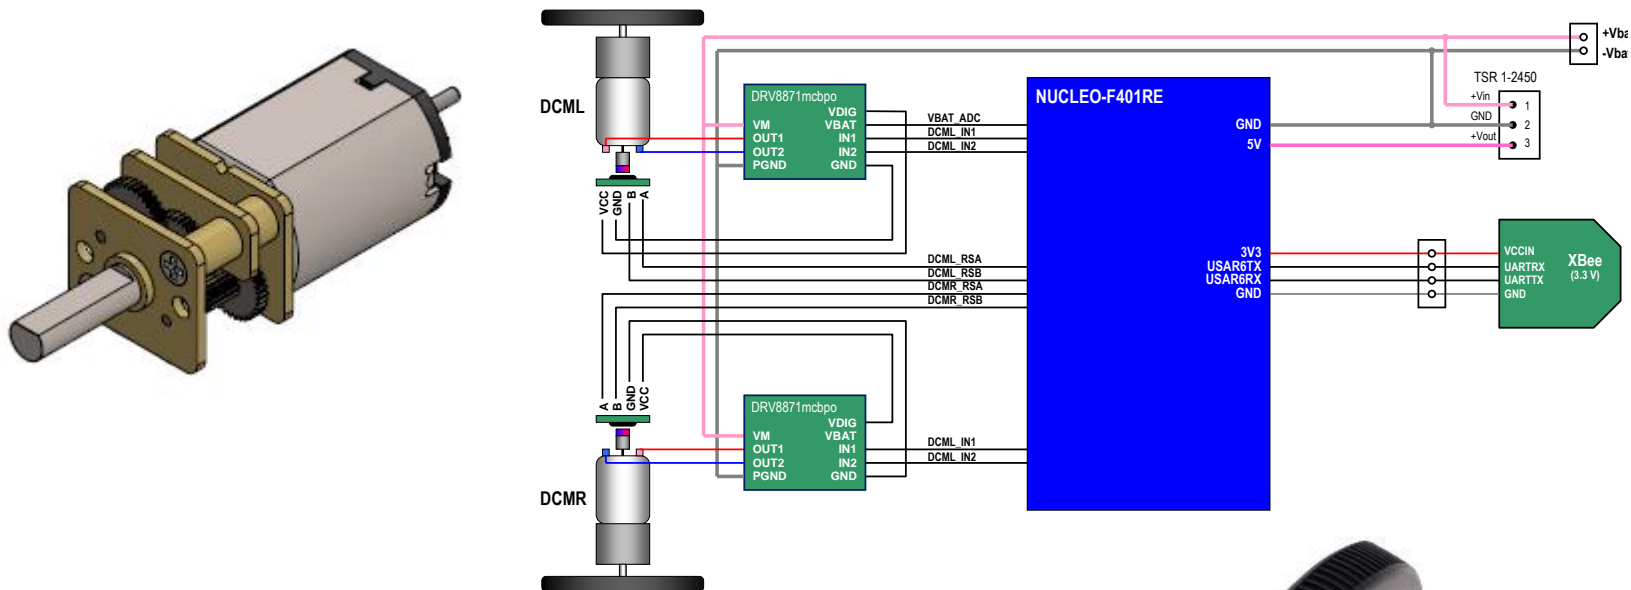 +Vba
-Vba
TSR 1-2450
+Vin
1
GND
2
+Vout
3
DCML
DRV8871mcbpo
VDIG
VM
VBAT
OUT1
IN1
OUT2
IN2
PGND
GND
VBAT_ADC
DCML_IN1
DCML_IN2
NUCLEO-F401RE
GND
5V
VCC
GND
B
A
DCML_RSA
DCML_RSB
DCMR_RSA
DCMR_RSB
3V3
USAR6TX
USAR6RX
GND
VCCIN
UARTRX
UARTTX
GND
XBee
(3.3 V)
A
B
GND
VCC
DRV8871mcbpo
VDIG
VM
VBAT
OUT1
IN1
OUT2
IN2
PGND
GND
DCML_IN1
DCML_IN2
DCMR